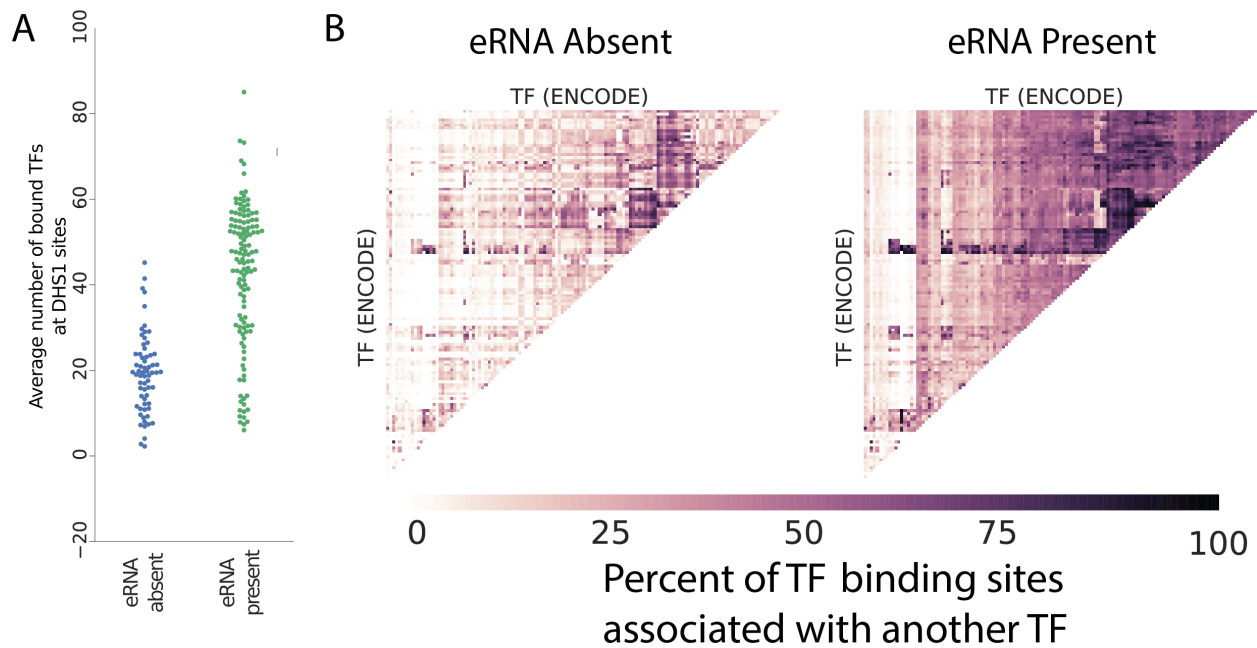 A
Average number of bound TFs
at DHS1 sites
100
80
60
40
20
0
−20
eRNA
absent
eRNA
present
B
eRNA Absent
TF (ENCODE)
TF (ENCODE)
eRNA Present
TF (ENCODE)
TF (ENCODE)
0 25 50 75 100
Percent of TF binding sites
associated with another TF